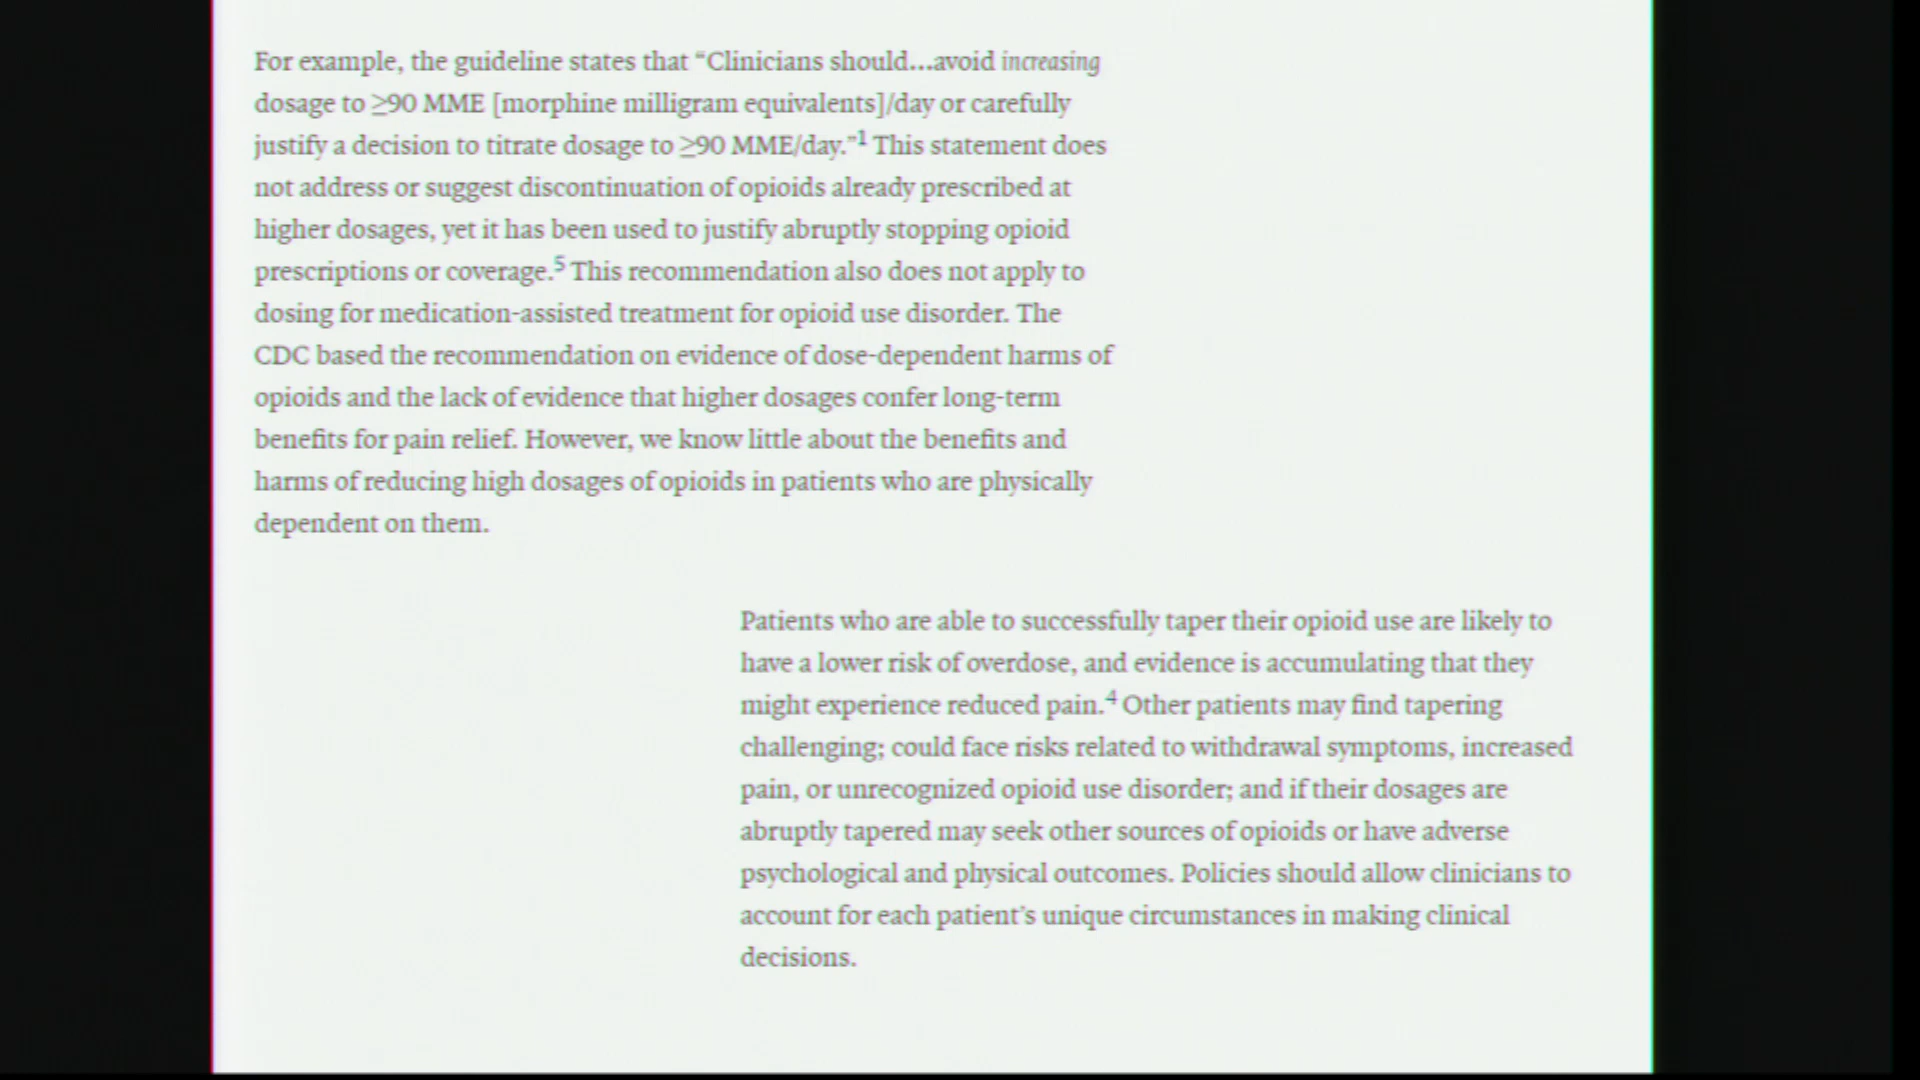 For example, the guideline states that “Clinicians should...avoid increasing
dosage to ≥90 MME [morphine milligram equivalents]/day or carefully
justify a decision to titrate dosage to ≥90 MME/day.”1 This statement does
not address or suggest discontinuation of opioids already prescribed at
higher dosages, yet it has been used to justify abruptly stopping opioid
prescriptions or coverage.5 This recommendation also does not apply to
dosing for medication-assisted treatment for opioid use disorder. The
CDC based the recommendation on evidence of dose-dependent harms of
opioids and the lack of evidence that higher dosages confer long-term
benefits for pain relief. However, we know little about the benefits and
harms of reducing high dosages of opioids in patients who are physically
dependent on them.
Patients who are able to successfully taper their opioid use are likely to
have a lower risk of overdose, and evidence is accumulating that they
might experience reduced pain.4 Other patients may find tapering
challenging; could face risks related to withdrawal symptoms, increased
pain, or unrecognized opioid use disorder; and if their dosages are
abruptly tapered may seek other sources of opioids or have adverse
psychological and physical outcomes. Policies should allow clinicians to
account for each patient’s unique circumstances in making clinical
decisions.